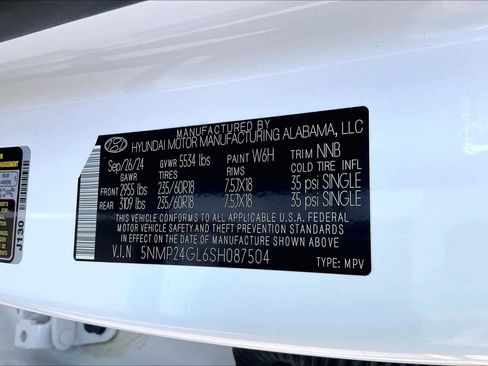 MANUFACTURED BY
HYUNDAI MOTOR MANUFACTURING ALABAMA, LLC
Sep/26/24 GVWR 5534 lbs PAINT W6H TRIM NNB
GAWR TIRES RIMS COLD TIRE INFL
FRONT 2955 lbs 235/60R18 7.5JX18 35 psi SINGLE
REAR 3109 lbs 235/60R18 7.5JX18 35 psi SINGLE
THIS VEHICLE CONFORMS TO ALL APPLICABLE U.S.A. FEDERAL
MOTOR VEHICLE SAFETY AND THEFT PREVENTION STANDARDS
IN EFFECT ON THE DATE OF MANUFACTURE SHOWN ABOVE.
V.I.N 5NMP24GL6SH087504
TYPE: MPV
J130